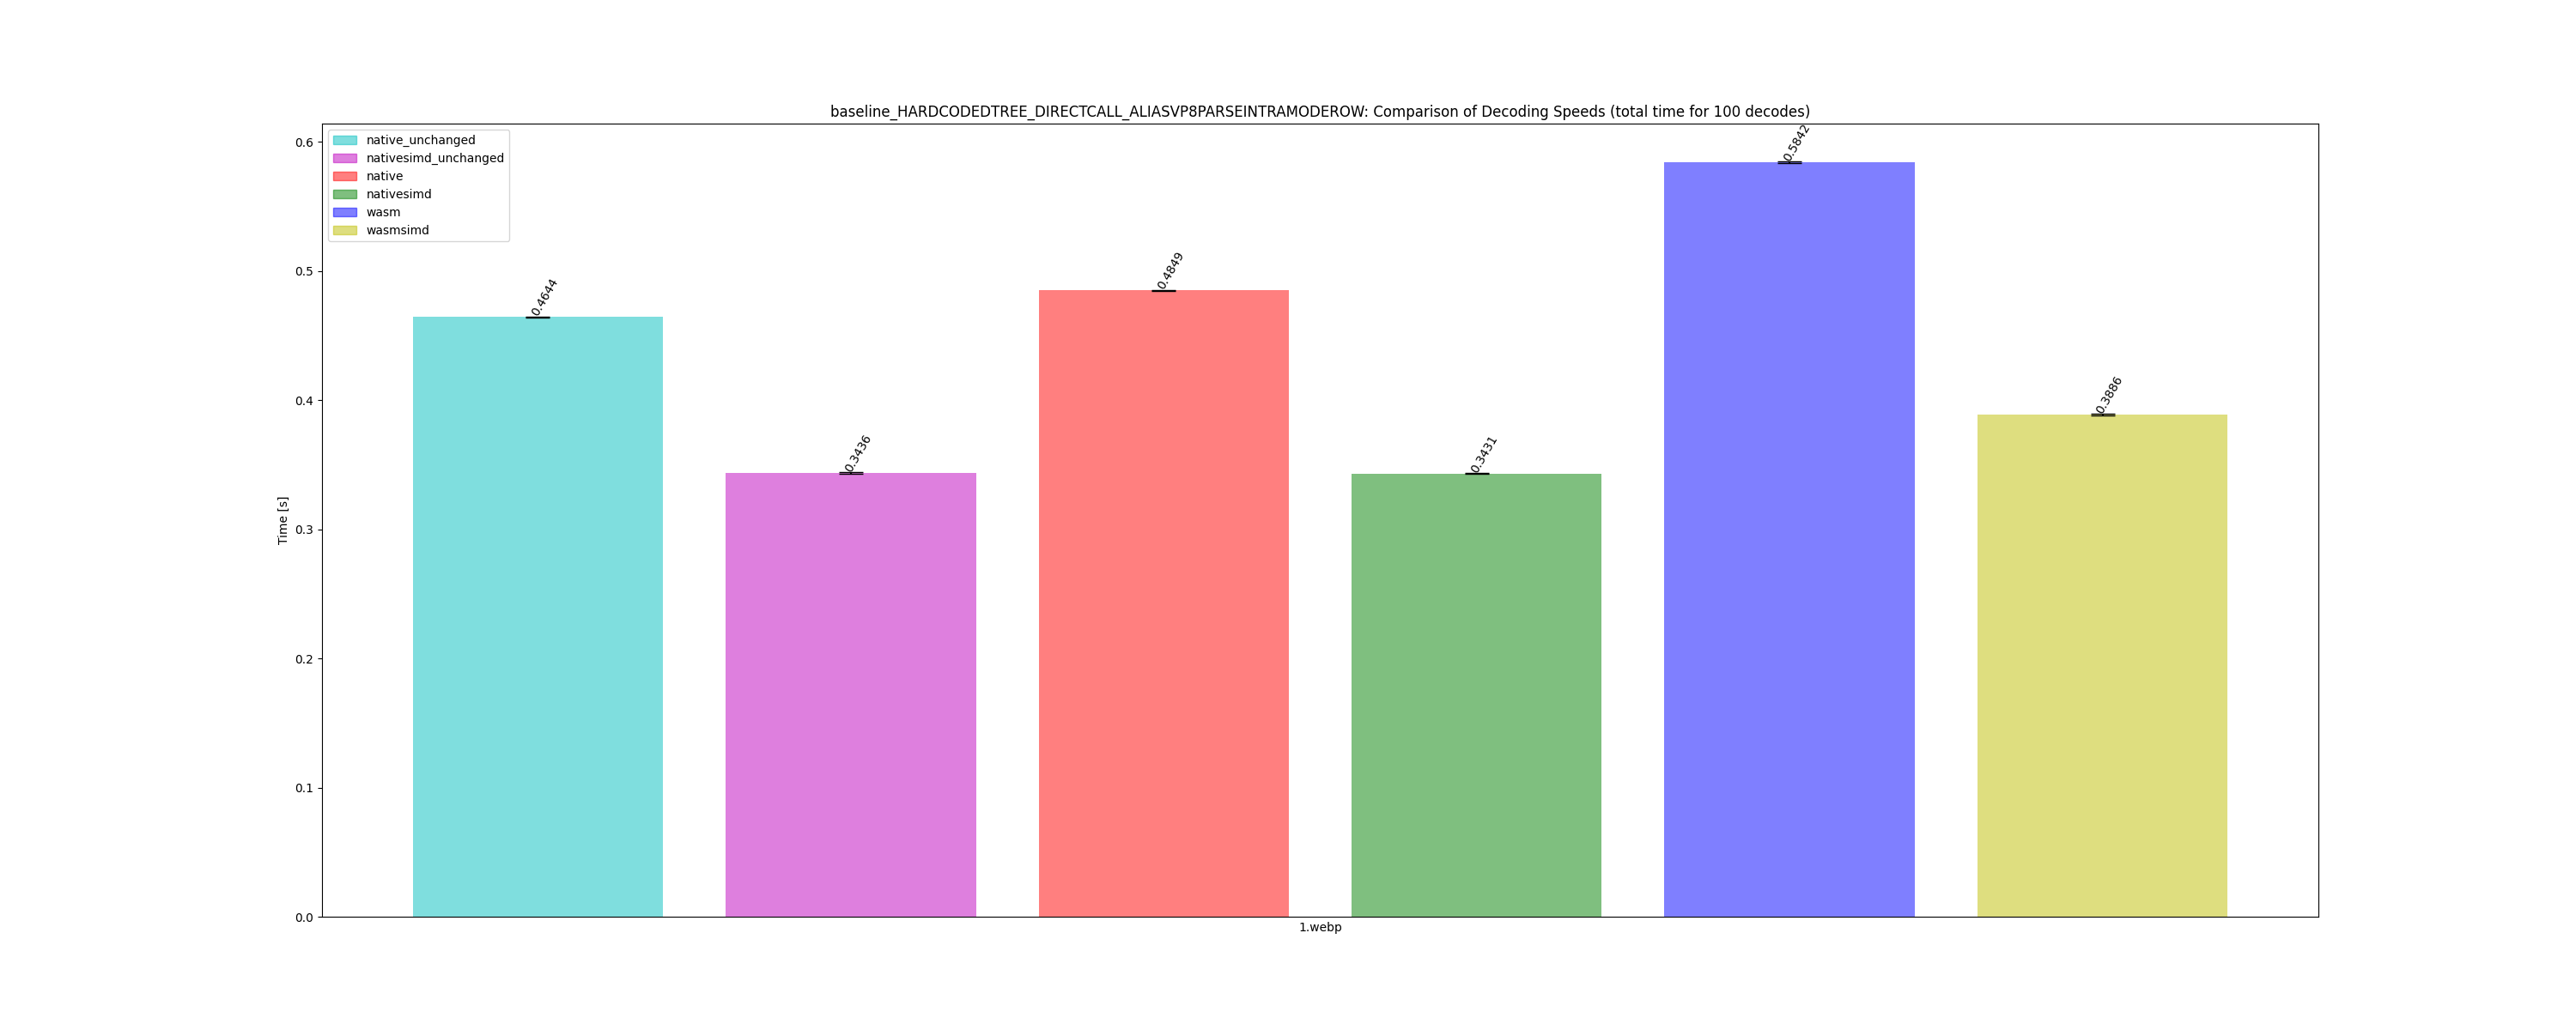 baseline_HARDCODEDTREE_DIRECTCALL_ALIASVP8PARSEINTRAMODEROW: Comparison of Decoding Speeds (total time for 100 decodes)
native_unchanged
nativesimd_unchanged
native
nativesimd
wasm
wasmsimd
Time [s]
0.6
0.5
0.4
0.3
0.2
0.1
0.0
0.4644
0.3436
0.4849
0.3431
0.5842
0.3886
1.webp